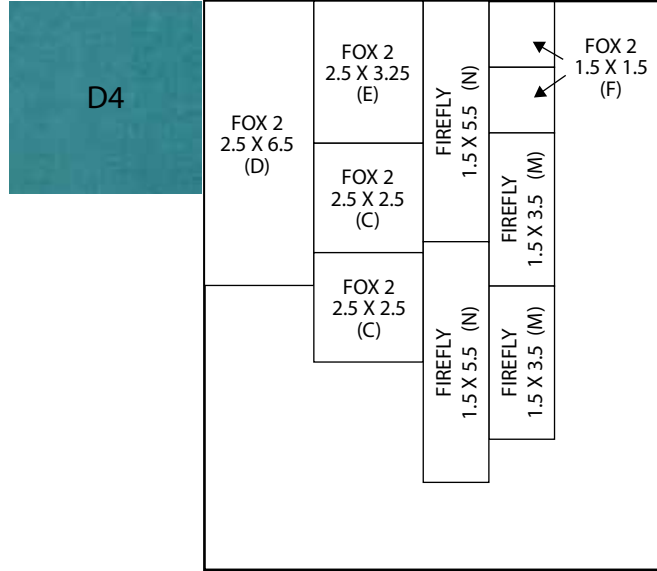 D4
FOX 2
2.5 X 6.5
(D)
FOX 2
2.5 X 3.25
(E)
FOX 2
2.5 X 2.5
(C)
FOX 2
2.5 X 2.5
(C)
FIREFLY
1.5 X 5.5 (N)
FIREFLY
1.5 X 5.5 (N)
FOX 2
1.5 X 1.5
(F)
FIREFLY
1.5 X 3.5 (M)
FIREFLY
1.5 X 3.5 (M)